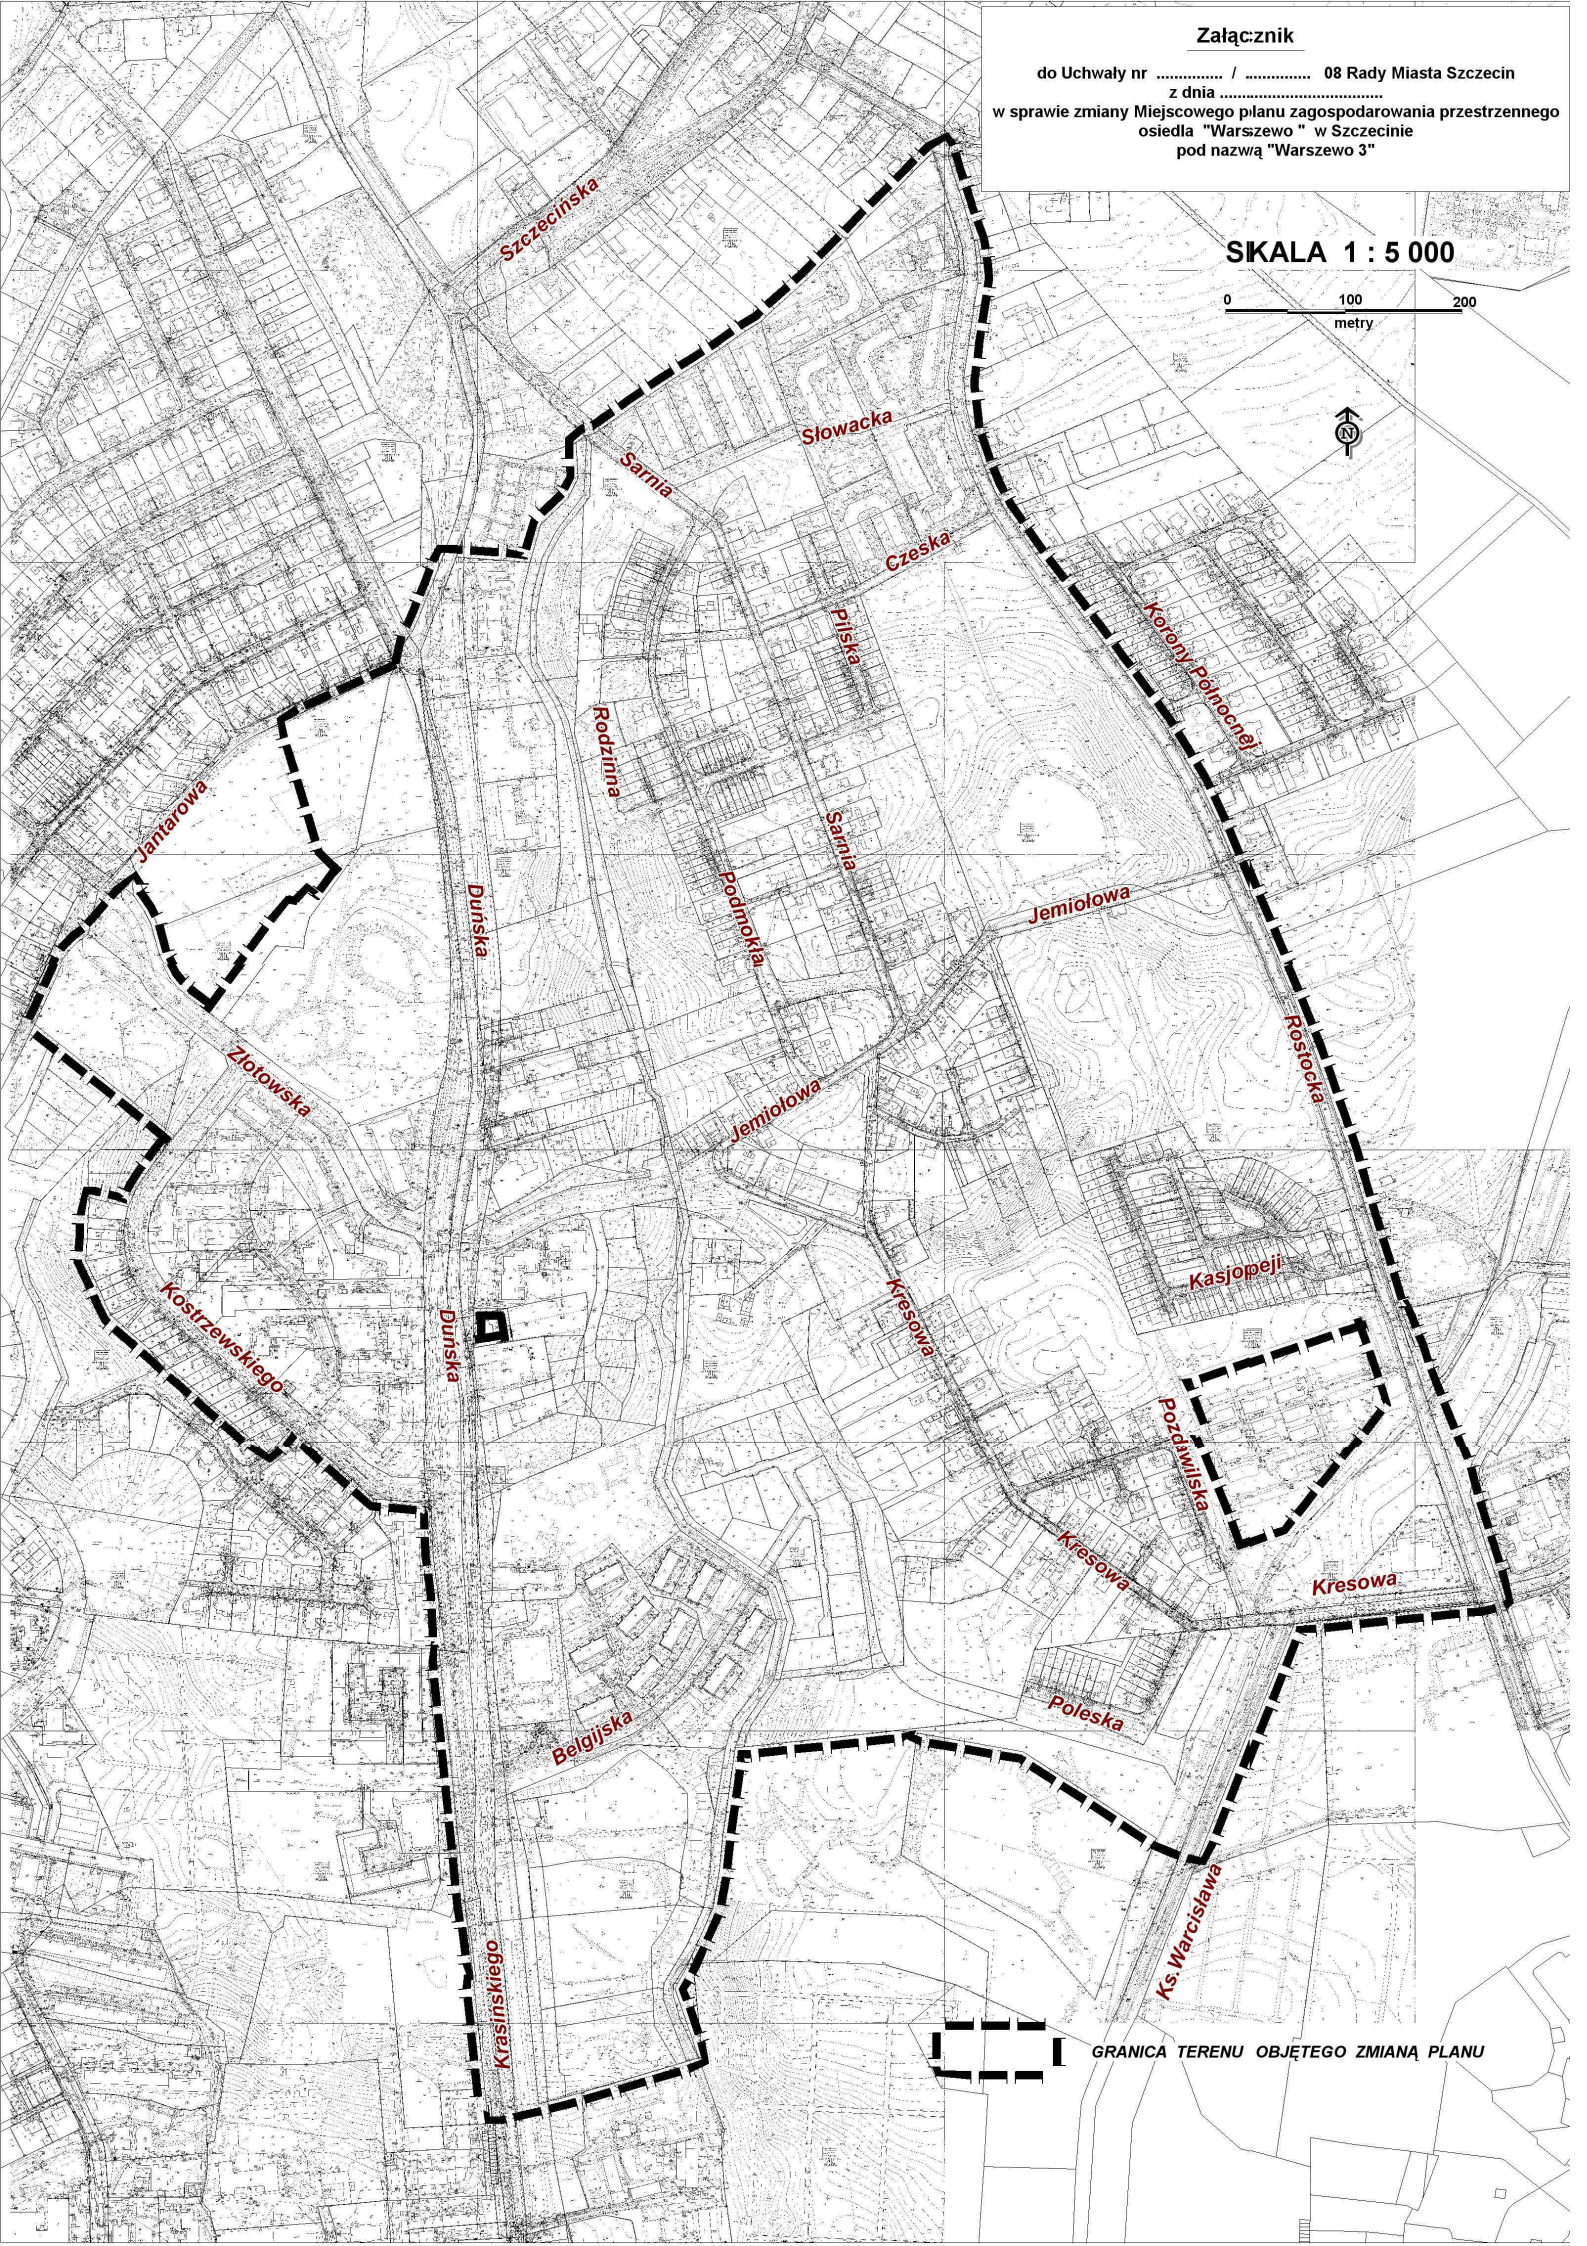 Załącznik
do Uchwały nr ............... / ............... 08 Rady Miasta Szczecin
z dnia .....................................
w sprawie zmiany Miejscowego planu zagospodarowania przestrzennego
osiedla "Warszewo " w Szczecinie
pod nazwą "Warszewo 3"
SKALA 1 : 5 000
0 100 200
metry
N
Szczecińska
Słowacka
Sarnia
Czeska
Pilska
Korony Północnej
Rodzinna
Jantarowa
Sarnia
Duńska
Podmokła
Jemiołowa
Rostocka
Złotowska
Jemiołowa
Kasjopeji
Kostrzewskiego
Duńska
Kresowa
Pozdawilska
Kresowa
Kresowa
Poleska
Belgijska
Ks.Warcisława
Krasińskiego
GRANICA TERENU OBJĘTEGO ZMIANĄ PLANU